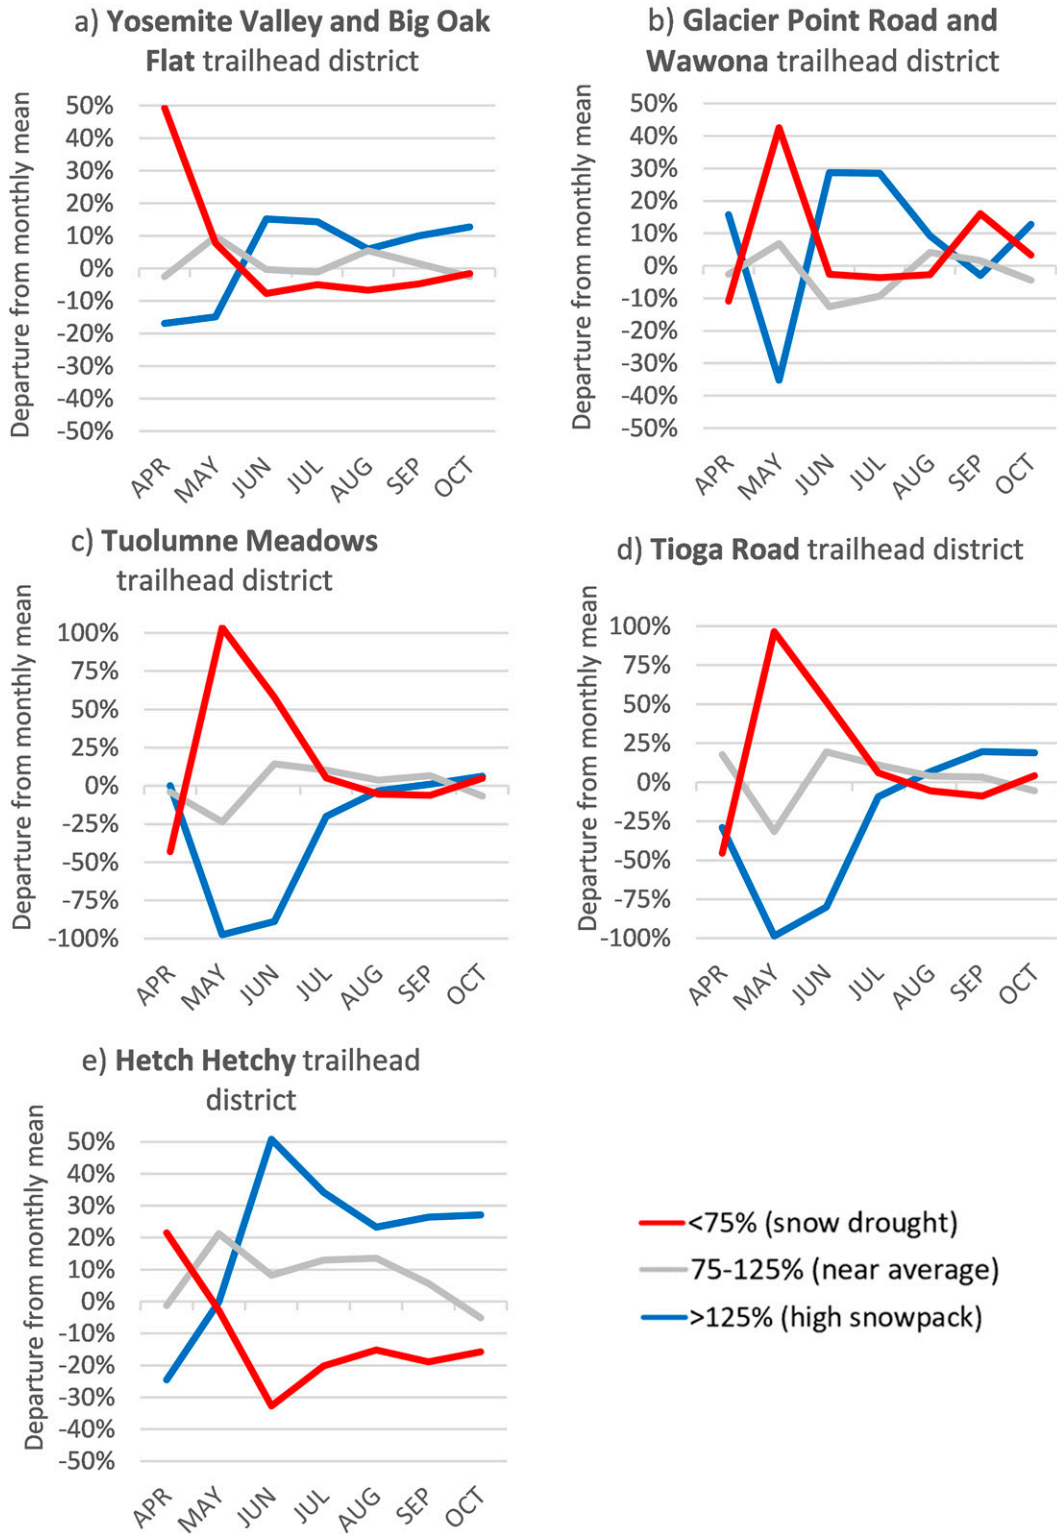 a) Yosemite Valley and Big Oak
Flat trailhead district
Departure from monthly mean
50%
40%
30%
20%
10%
0%
-10%
-20%
-30%
-40%
-50%
APR
MAY
JUN
JUL
AUG
SEP
OCT
b) Glacier Point Road and
Wawona trailhead district
Departure from monthly mean
50%
40%
30%
20%
10%
0%
-10%
-20%
-30%
-40%
-50%
APR
MAY
JUN
JUL
AUG
SEP
OCT
c) Tuolumne Meadows
trailhead district
Departure from monthly mean
100%
75%
50%
25%
0%
-25%
-50%
-75%
-100%
APR
MAY
JUN
JUL
AUG
SEP
OCT
d) Tioga Road trailhead district
Departure from monthly mean
100%
75%
50%
25%
0%
-25%
-50%
-75%
-100%
APR
MAY
JUN
JUL
AUG
SEP
OCT
e) Hetch Hetchy trailhead
district
Departure from monthly mean
50%
40%
30%
20%
10%
0%
-10%
-20%
-30%
-40%
-50%
APR
MAY
JUN
JUL
AUG
SEP
OCT
<75% (snow drought)
75-125% (near average)
>125% (high snowpack)